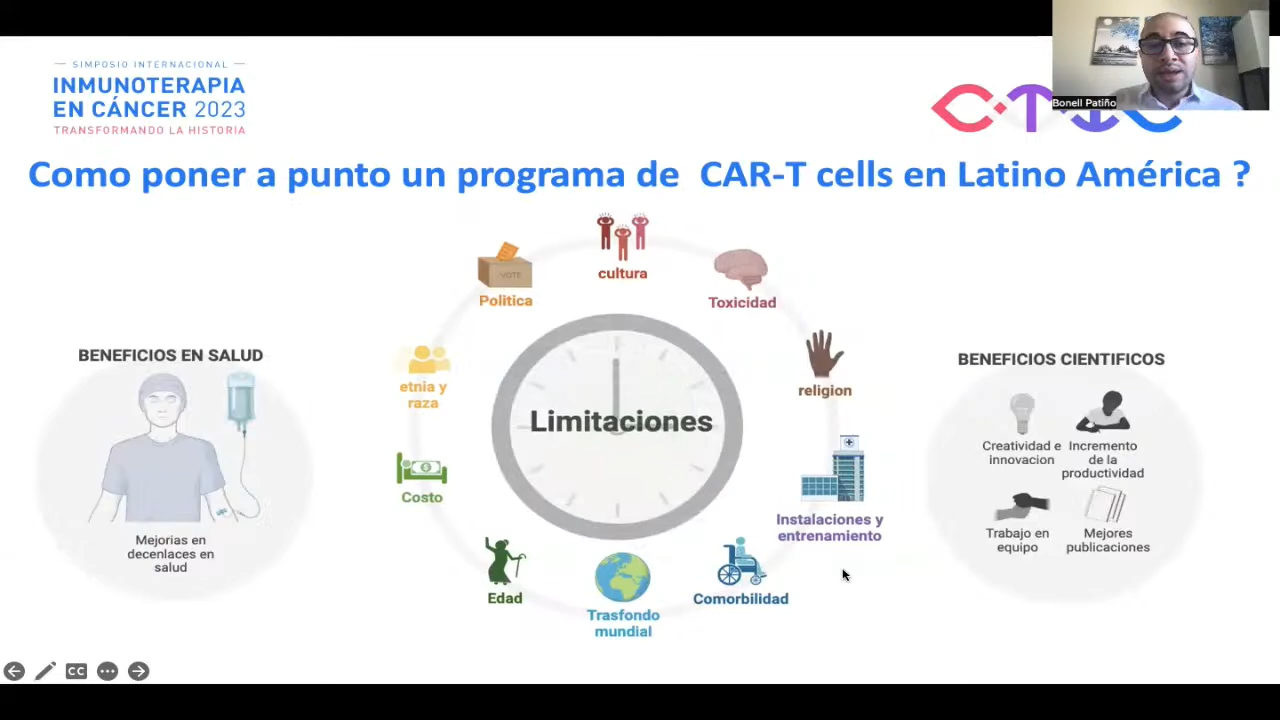 SIMPOSIO INTERNACIONAL
INMUNOTERAPIA
EN CÁNCER 2023
TRANSFORMANDO LA HISTORIA
CTIC
Bonell Patiño
Como poner a punto un programa de CAR-T cells en Latino América ?
BENEFICIOS EN SALUD
Mejorias en
decenlaces en
salud
Limitaciones
cultura
Toxicidad
religion
Instalaciones y
entrenamiento
Comorbilidad
Trasfondo
mundial
Edad
Costo
etnia y
raza
Politica
VOTE
BENEFICIOS CIENTIFICOS
Creatividad e
innovacion
Incremento
de la
productividad
Trabajo en
equipo
Mejores
publicaciones
CC